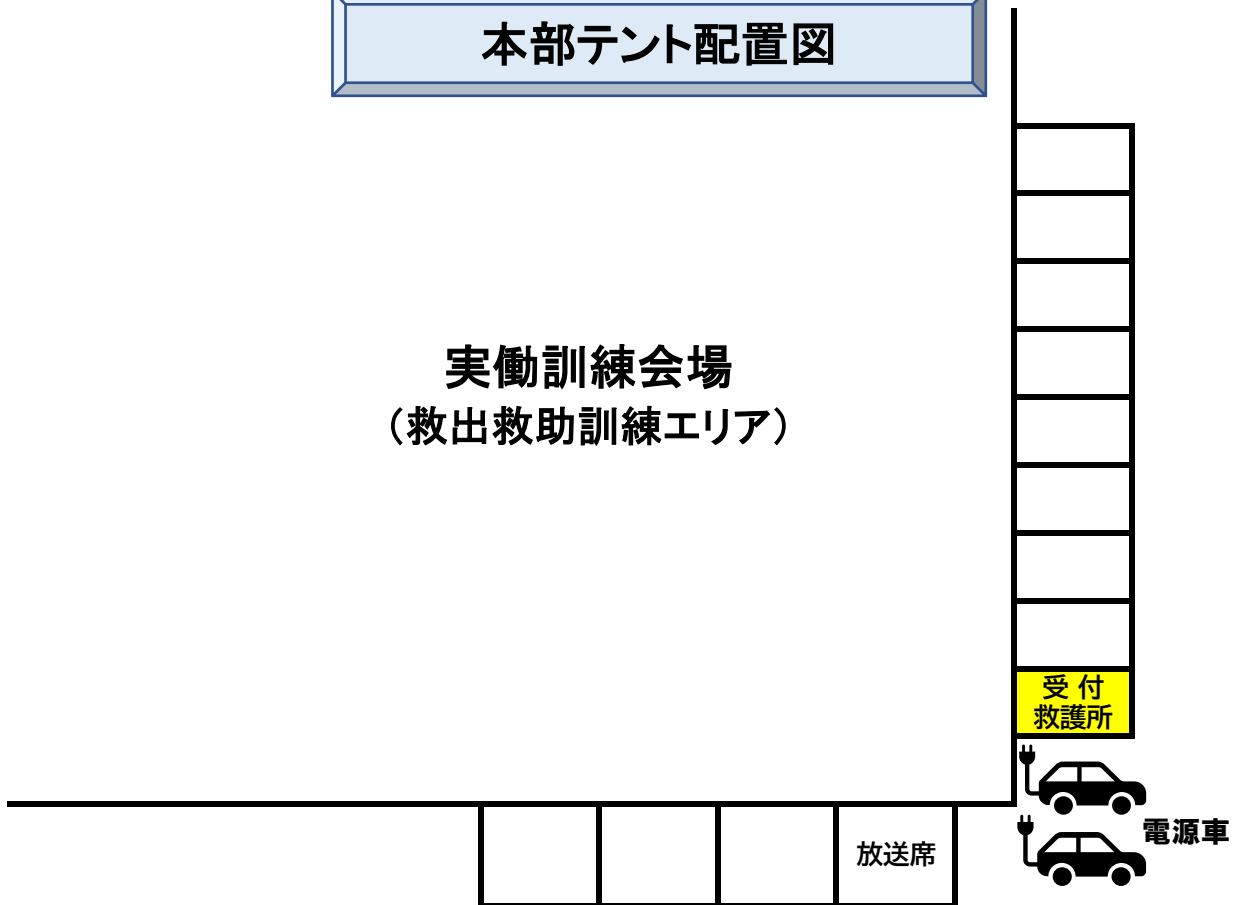 本部テント配置図
実働訓練会場
（救出救助訓練エリア）
受 付
救護所
電源車
放送席